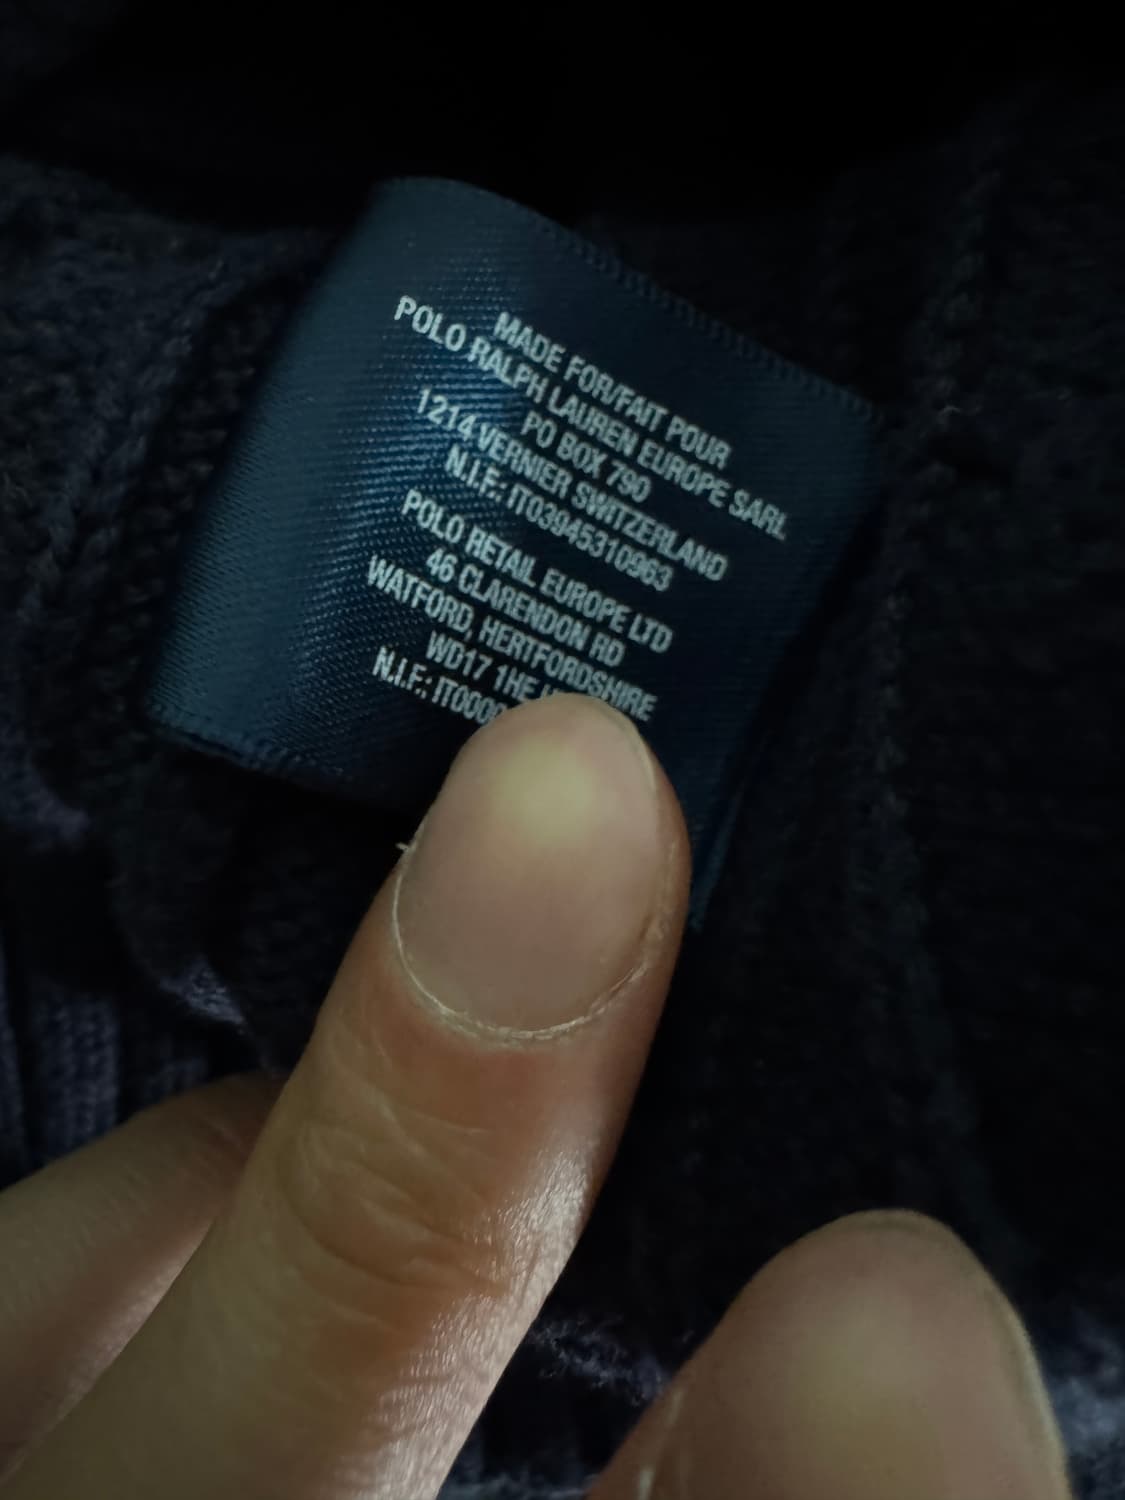 MADE FOR/FAIT POUR
POLO RALPH LAUREN EUROPE SARL
PO BOX 790
1214 VERNIER SWITZERLAND
N.I.F.: IT03945310963
POLO RETAIL EUROPE LTD
46 CLARENDON RD
WATFORD, HERTFORDSHIRE
WD17 1HE
N.I.F.: